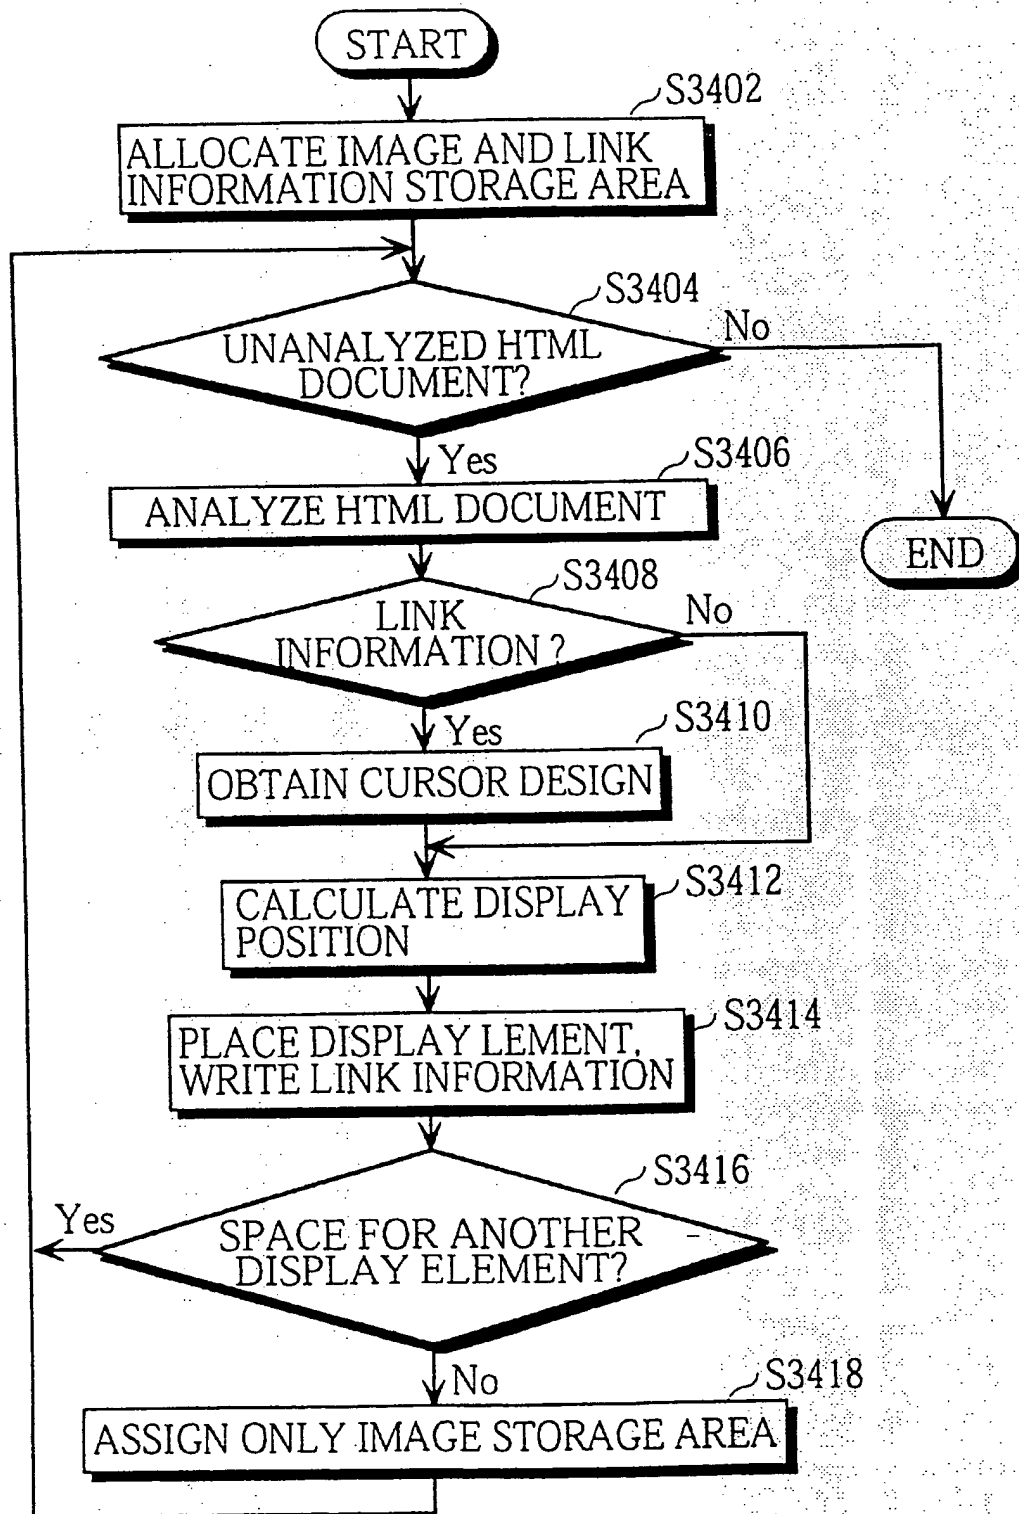 START
S3402
ALLOCATE IMAGE AND LINK
INFORMATION STORAGE AREA
S3404
No
UNANALYZED HTML
DOCUMENT?
Yes
S3406
ANALYZE HTML DOCUMENT
END
S3408
No
LINK
INFORMATION ?
Yes
S3410
OBTAIN CURSOR DESIGN
S3412
CALCULATE DISPLAY
POSITION
S3414
PLACE DISPLAY LEMENT,
WRITE LINK INFORMATION
S3416
Yes
SPACE FOR ANOTHER
DISPLAY ELEMENT?
No
S3418
ASSIGN ONLY IMAGE STORAGE AREA